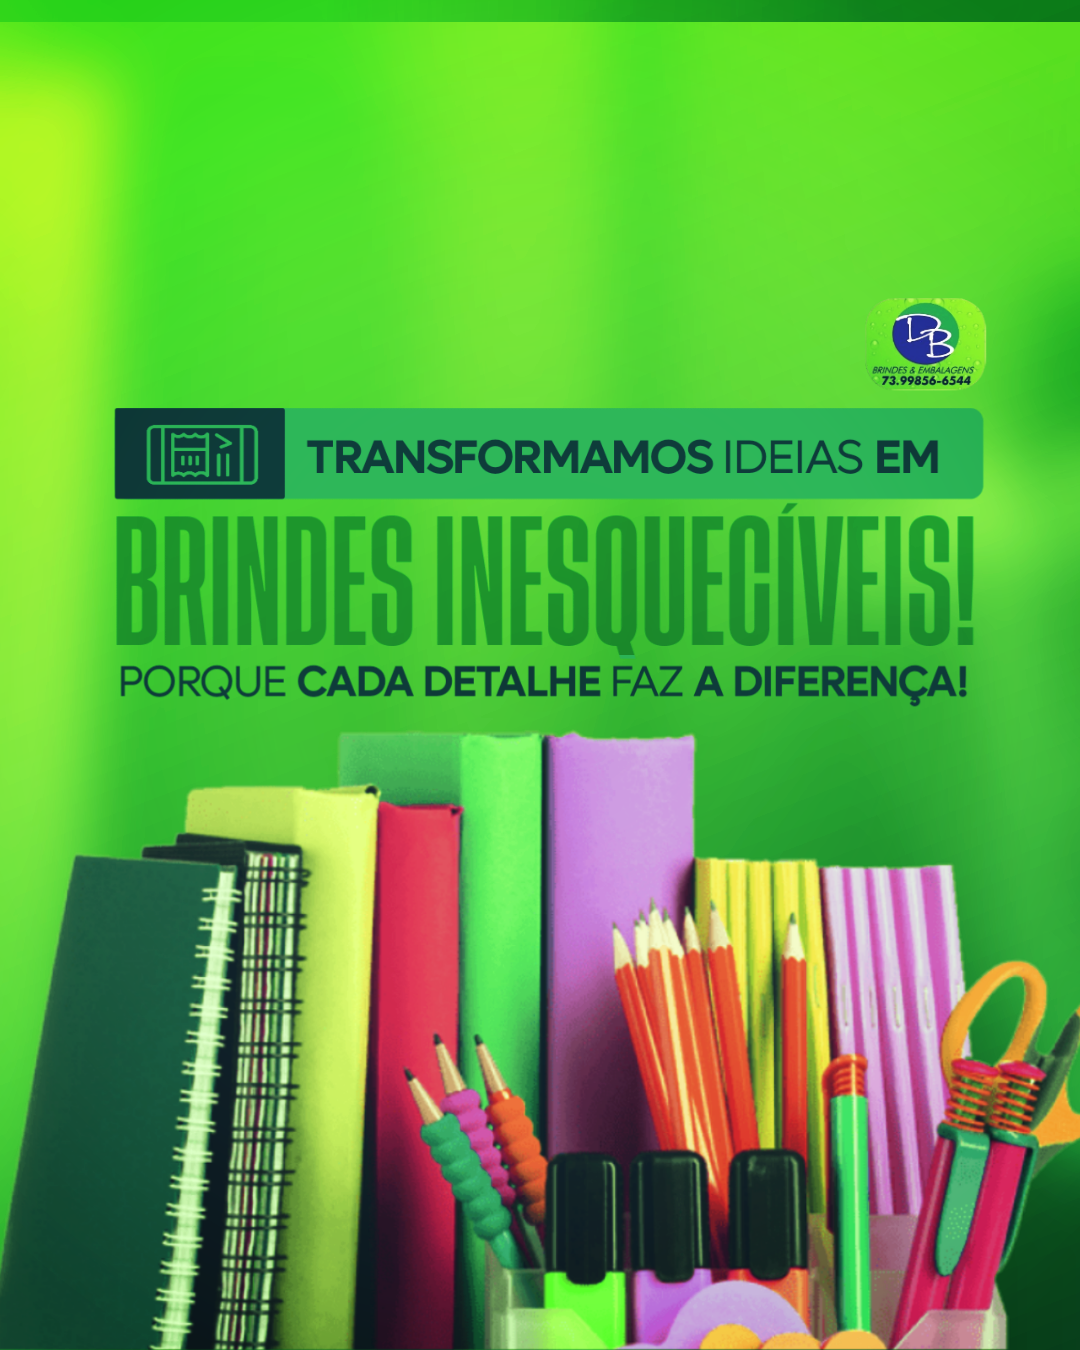 DB
BRINDES & EMBALAGENS
73.99856-6544
TRANSFORMAMOS IDEIAS EM
BRINDES INESQUECÍVEIS!
PORQUE CADA DETALHE FAZ A DIFERENÇA!